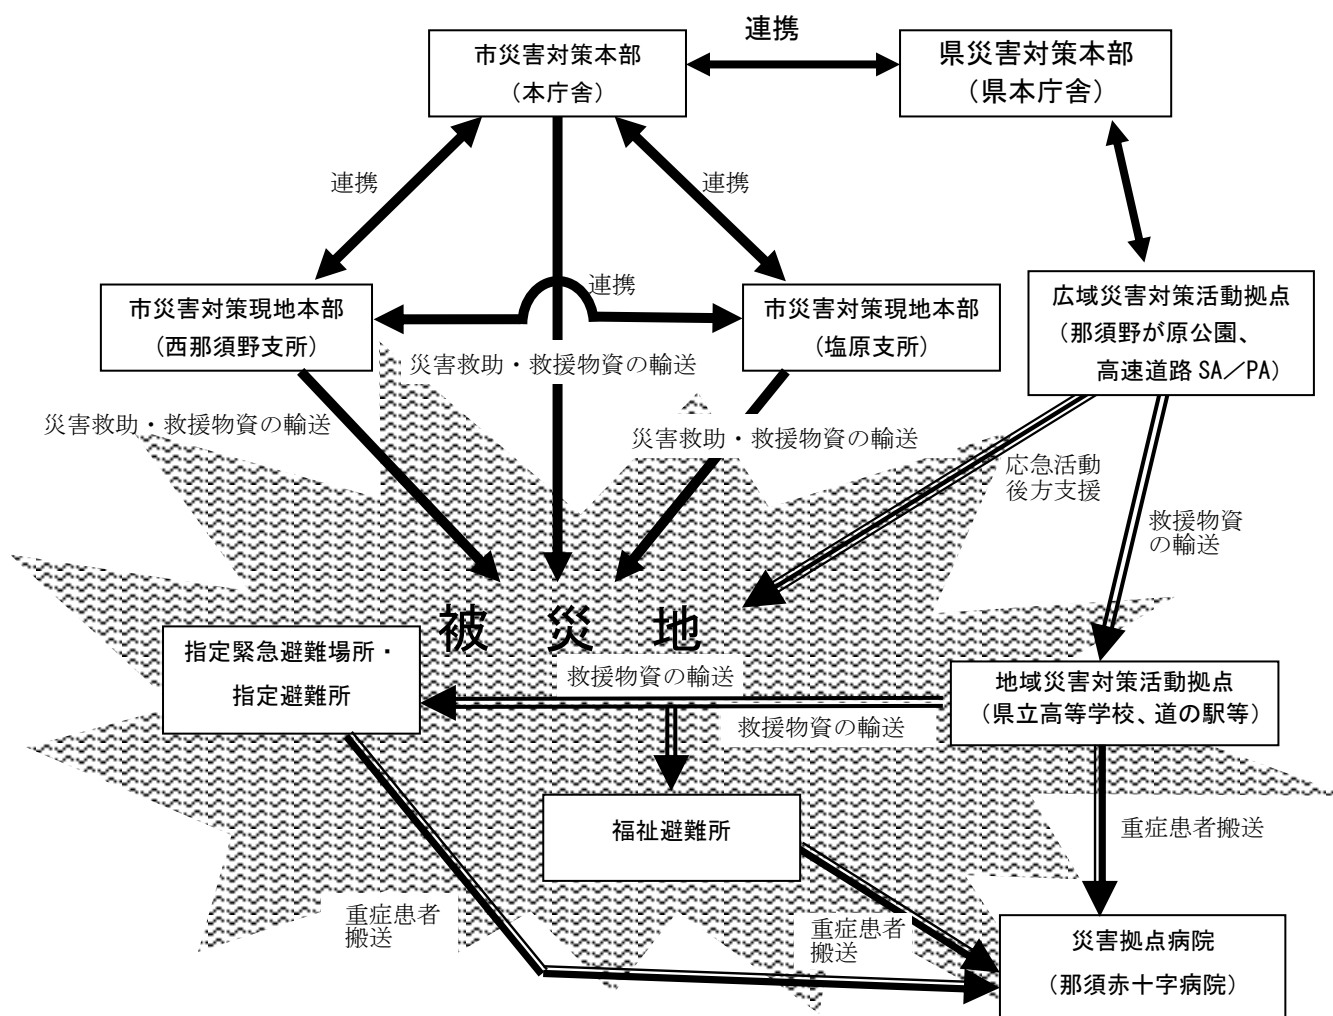 連携
市災害対策本部
（本庁舎）
県災害対策本部
（県本庁舎）
連携
連携
連携
市災害対策現地本部
（西那須野支所）
市災害対策現地本部
（塩原支所）
広域災害対策活動拠点
（那須野が原公園、
高速道路 SA／PA）
災害救助・救援物資の輸送
災害救助・救援物資の輸送
災害救助・救援物資の輸送
応急活動
後方支援
救援物資
の輸送
被 災 地
指定緊急避難場所・
指定避難所
救援物資の輸送
救援物資の輸送
地域災害対策活動拠点
（県立高等学校、道の駅等）
福祉避難所
重症患者搬送
重症患者
搬送
重症患者
搬送
災害拠点病院
（那須赤十字病院）